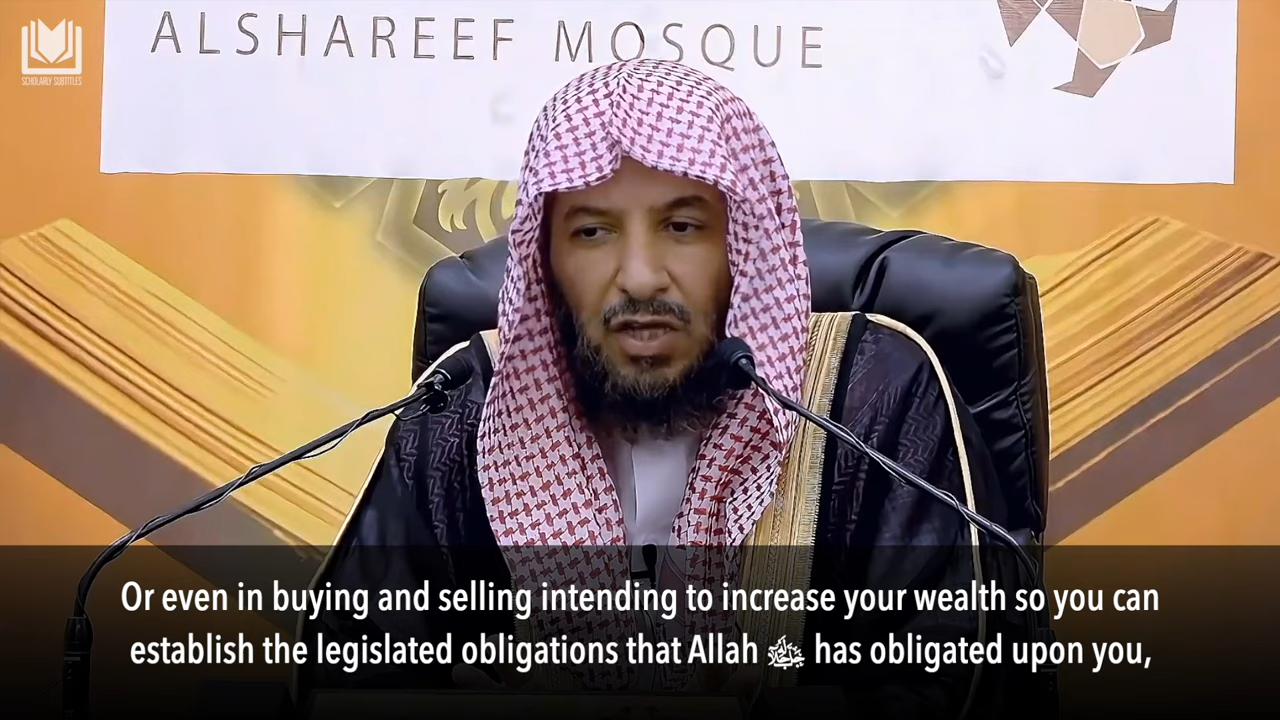 ALSHAREEF MOSQUE
SCHOLARLY SUBTITLES
Or even in buying and selling intending to increase your wealth so you can
establish the legislated obligations that Allah ﷻ has obligated upon you,